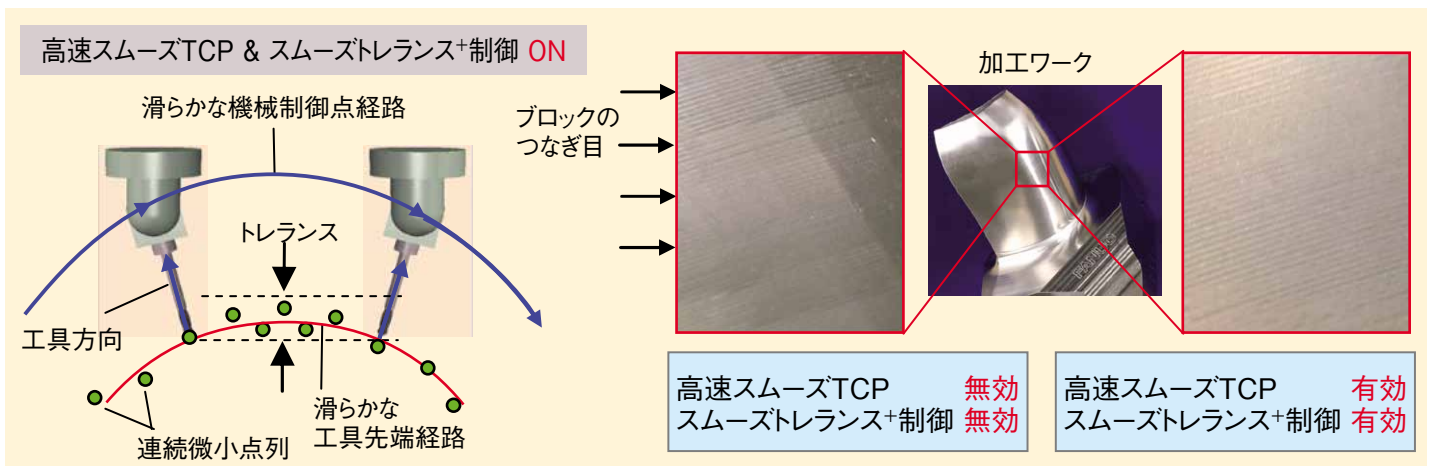 高速スムーズTCP & スムーズトレランス⁺制御 ON
滑らかな機械制御点経路
トレランス
工具方向
滑らかな
工具先端経路
連続微小点列
ブロックの
つなぎ目
加工ワーク
高速スムーズTCP 無効
スムーズトレランス⁺制御 無効
高速スムーズTCP 有効
スムーズトレランス⁺制御 有効